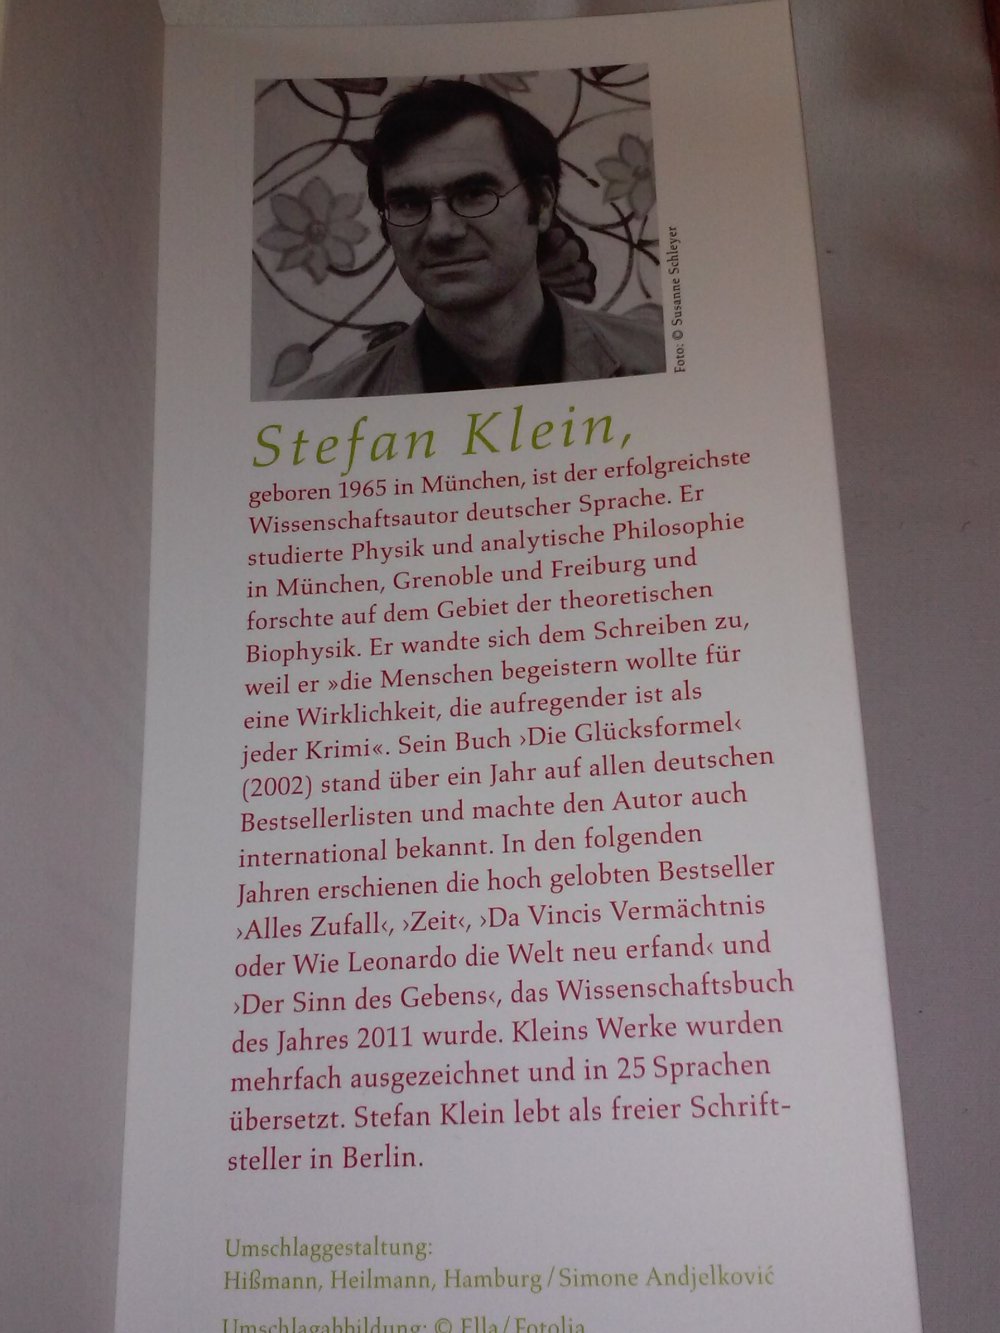 Foto: © Susanne Schleyer
Stefan Klein,
geboren 1965 in München, ist der erfolgreichste
Wissenschaftsautor deutscher Sprache. Er
studierte Physik und analytische Philosophie
in München, Grenoble und Freiburg und
forschte auf dem Gebiet der theoretischen
Biophysik. Er wandte sich dem Schreiben zu,
weil er »die Menschen begeistern wollte für
eine Wirklichkeit, die aufregender ist als
jeder Krimi«. Sein Buch ›Die Glücksformel‹
(2002) stand über ein Jahr auf allen deutschen
Bestsellerlisten und machte den Autor auch
international bekannt. In den folgenden
Jahren erschienen die hoch gelobten Bestseller
›Alles Zufall‹, ›Zeit‹, ›Da Vincis Vermächtnis
oder Wie Leonardo die Welt neu erfand‹ und
›Der Sinn des Gebens‹, das Wissenschaftsbuch
des Jahres 2011 wurde. Kleins Werke wurden
mehrfach ausgezeichnet und in 25 Sprachen
übersetzt. Stefan Klein lebt als freier Schrift-
steller in Berlin.
Umschlaggestaltung:
Hißmann, Heilmann, Hamburg / Simone Andjelković
Umschlagabbildung: © Ella / Fotolia